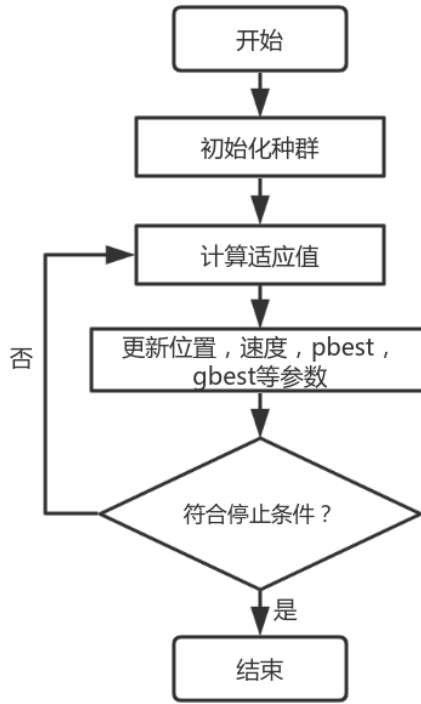 开始
初始化种群
计算适应值
否
更新位置，速度，pbest，
gbest等参数
符合停止条件？
是
结束